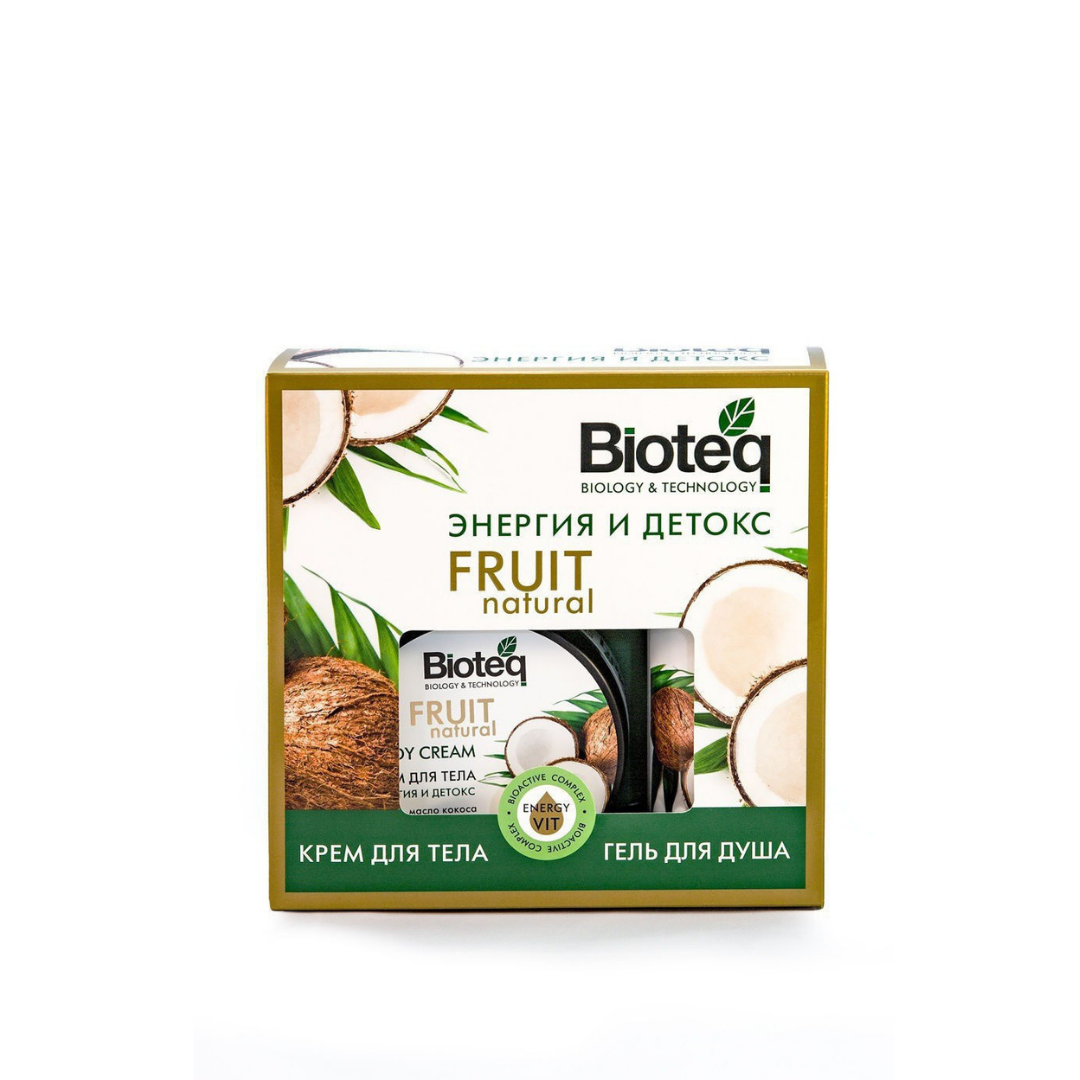 ЭНЕРГИЯ И ДЕТОКС
Bioteq
BIOLOGY & TECHNOLOGY
ЭНЕРГИЯ И ДЕТОКС
FRUIT
natural
Bioteq
BIOLOGY & TECHNOLOGY
FRUIT
natural
DY CREAM
М ДЛЯ ТЕЛА
ГИЯ И ДЕТОКС
масло кокоса
BIOACTIVE COMPLEX • BIOACTIVE COMPLEX •
ENERGY
VIT
КРЕМ ДЛЯ ТЕЛА
ГЕЛЬ ДЛЯ ДУША